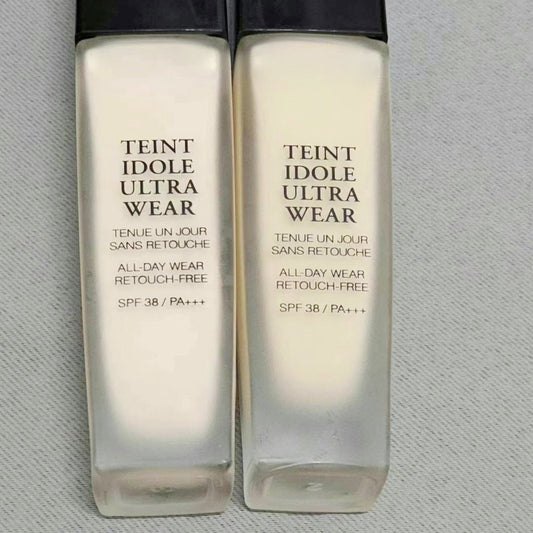 TEINT
IDOLE
ULTRA
WEAR
TENUE UN JOUR
SANS RETOUCHE
ALL-DAY WEAR
RETOUCH-FREE
SPF 38 / PA+++
TEINT
IDOLE
ULTRA
WEAR
TENUE UN JOUR
SANS RETOUCHE
ALL-DAY WEAR
RETOUCH-FREE
SPF 38 / PA+++